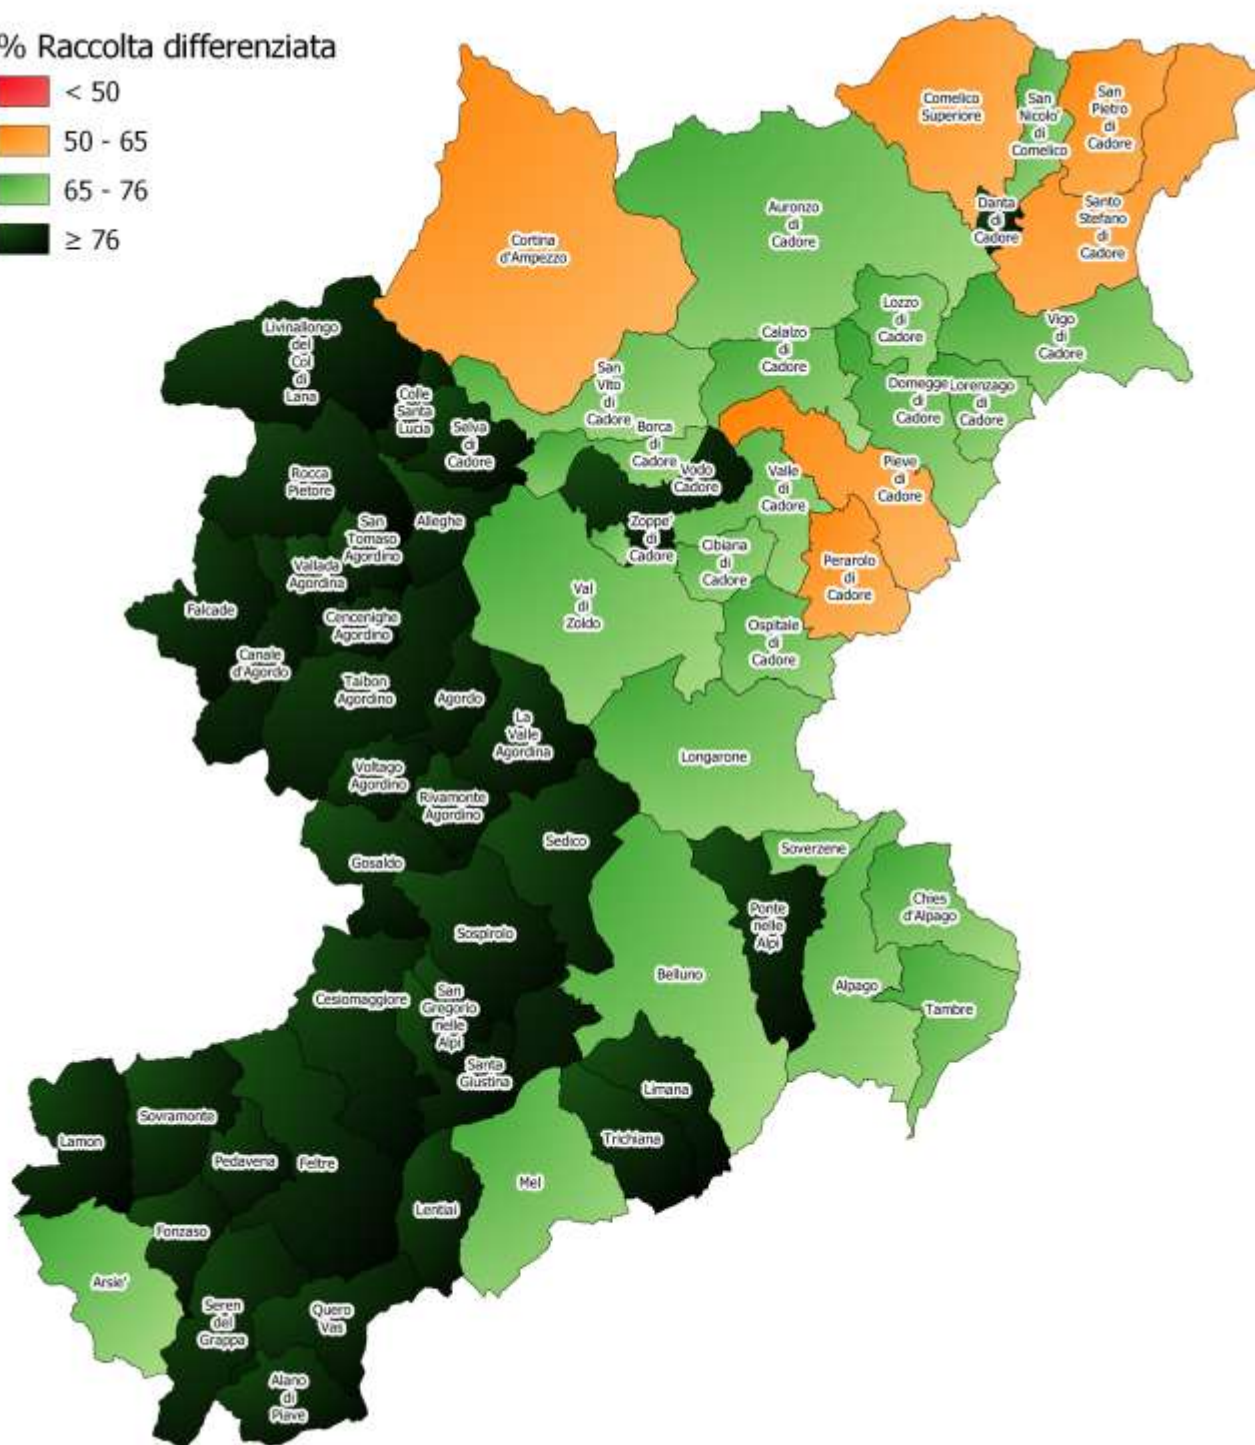 % Raccolta differenziata
< 50
50 - 65
65 - 76
≥ 76
Comelico
Superiore
San
Nicolo'
di
Comelico
San
Pietro
di
Cadore
Danta
di
Cadore
Santo
Stefano
di
Cadore
Auronzo
di
Cadore
Cortina
d'Ampezzo
Lozzo
di
Cadore
Vigo
di
Cadore
Calalzo
di
Cadore
Domegge
di
Cadore
Lorenzago
di
Cadore
Livinallongo
del
Col
di
Lana
San
Vito
di
Cadore
Colle
Santa
Lucia
Selva
di
Cadore
Borca
di
Cadore
Vodo
Cadore
Valle
di
Cadore
Pieve
di
Cadore
Rocca
Pietore
Alleghe
San
Tomaso
Agordino
Zoppe'
di
Cadore
Cibiana
di
Cadore
Perarolo
di
Cadore
Vallada
Agordina
Falcade
Cencenighe
Agordino
Val
di
Zoldo
Ospitale
di
Cadore
Canale
d'Agordo
Taibon
Agordino
Agordo
La
Valle
Agordina
Longarone
Voltago
Agordino
Rivamonte
Agordino
Sedico
Soverzene
Gosaldo
Chies
d'Alpago
Ponte
nelle
Alpi
Sospirolo
Belluno
Alpago
Tambre
Cesiomaggiore
San
Gregorio
nelle
Alpi
Santa
Giustina
Limana
Trichiana
Sovramonte
Lamon
Pedavena
Feltre
Mel
Lentiai
Fonzaso
Arsie'
Seren
del
Grappa
Quero
Vas
Alano
di
Piave